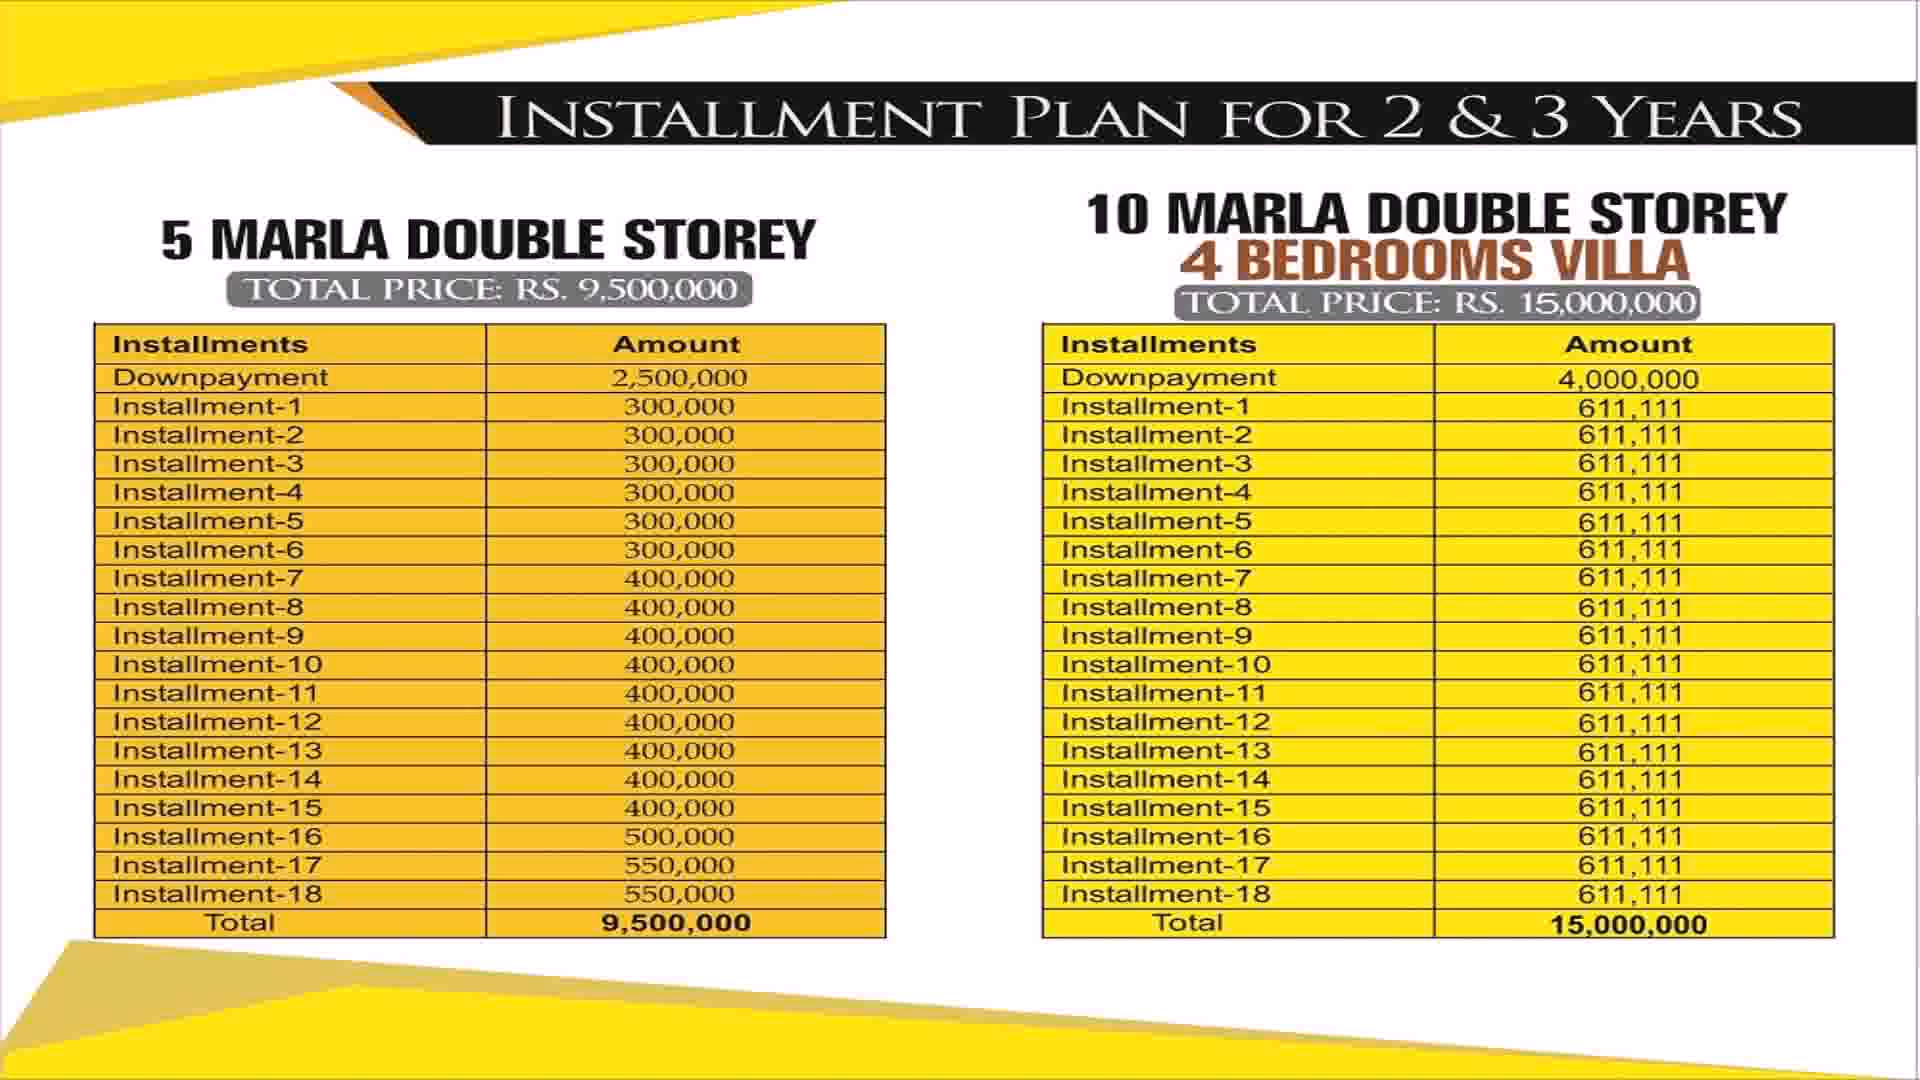 INSTALLMENT PLAN FOR 2 & 3 YEARS
5 MARLA DOUBLE STOREY
TOTAL PRICE: RS. 9,500,000
Installments Amount
Downpayment 2,500,000
Installment-1 300,000
Installment-2 300,000
Installment-3 300,000
Installment-4 300,000
Installment-5 300,000
Installment-6 300,000
Installment-7 400,000
Installment-8 400,000
Installment-9 400,000
Installment-10 400,000
Installment-11 400,000
Installment-12 400,000
Installment-13 400,000
Installment-14 400,000
Installment-15 400,000
Installment-16 500,000
Installment-17 550,000
Installment-18 550,000
Total 9,500,000
10 MARLA DOUBLE STOREY
4 BEDROOMS VILLA
TOTAL PRICE: RS. 15,000,000
Installments Amount
Downpayment 4,000,000
Installment-1 611,111
Installment-2 611,111
Installment-3 611,111
Installment-4 611,111
Installment-5 611,111
Installment-6 611,111
Installment-7 611,111
Installment-8 611,111
Installment-9 611,111
Installment-10 611,111
Installment-11 611,111
Installment-12 611,111
Installment-13 611,111
Installment-14 611,111
Installment-15 611,111
Installment-16 611,111
Installment-17 611,111
Installment-18 611,111
Total 15,000,000